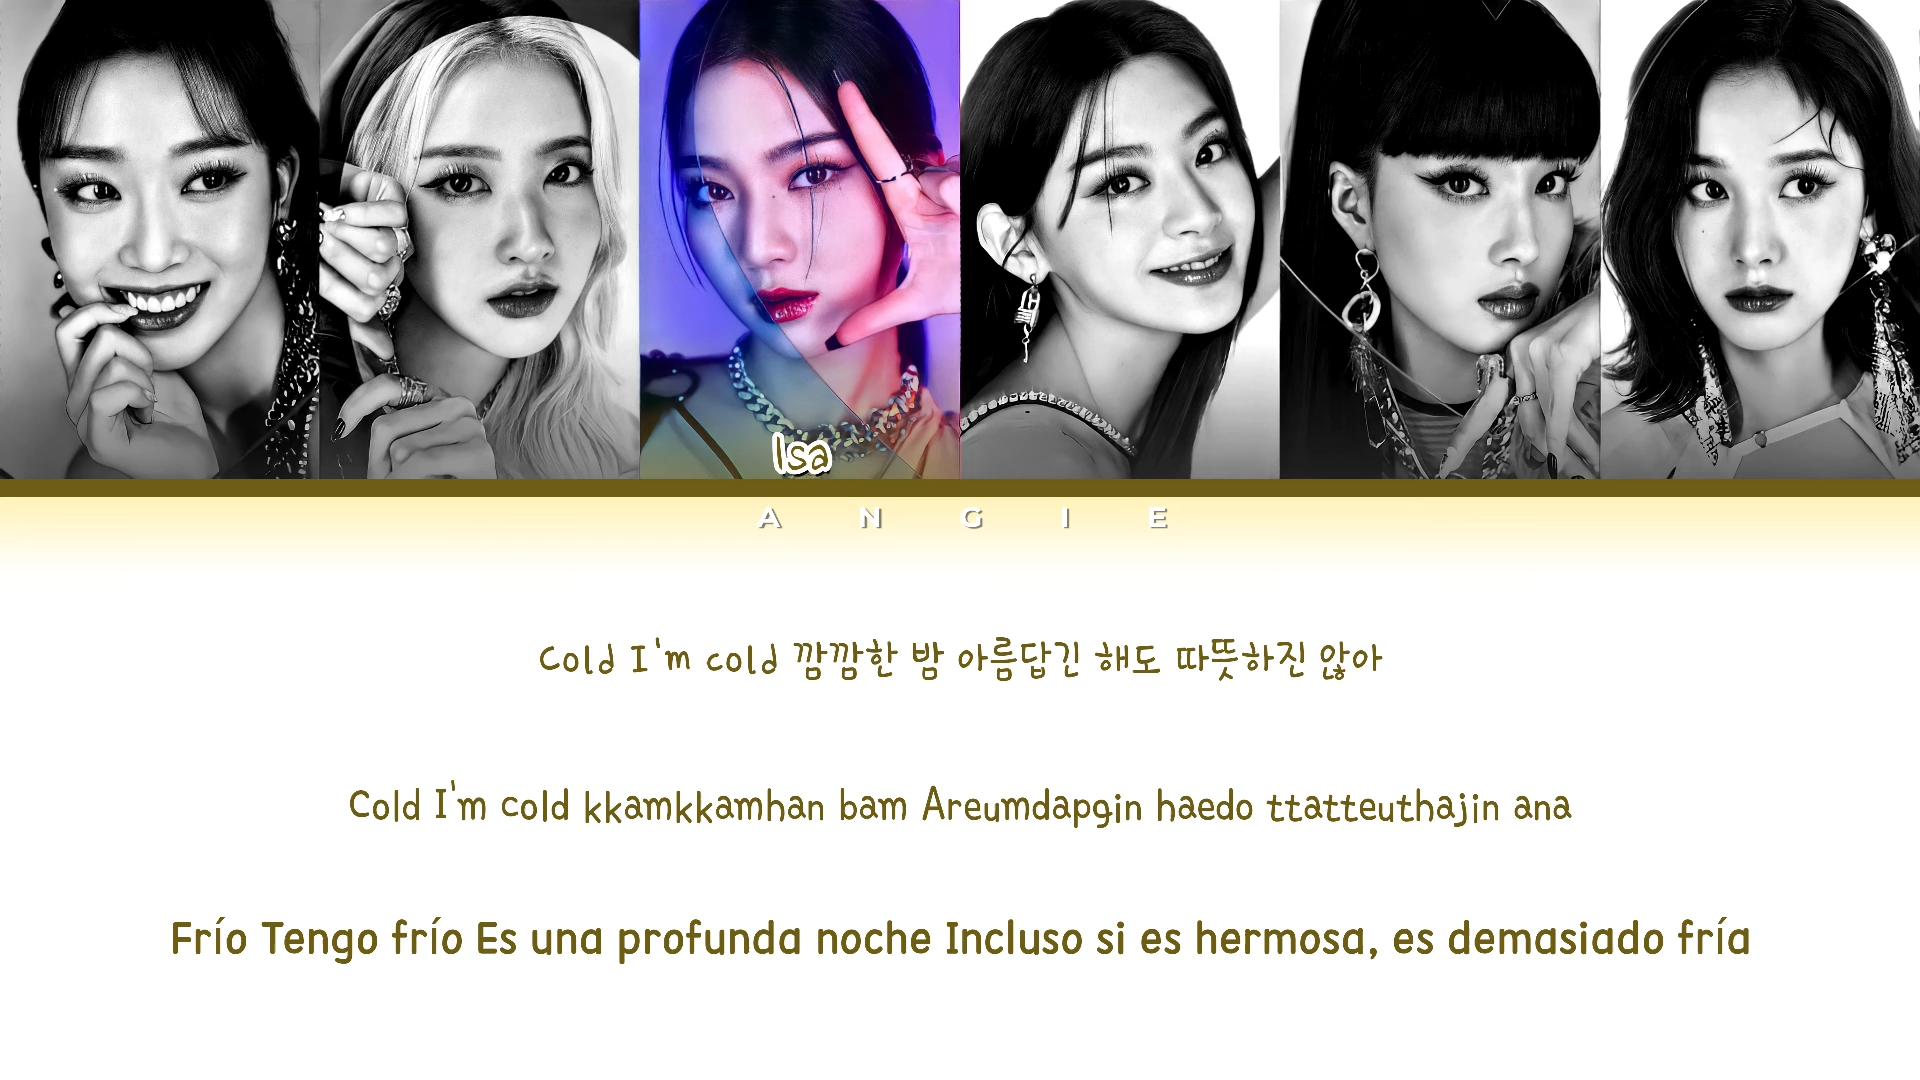 Isa
A N G I E
Cold I'm cold 깜깜한 밤 아름답긴 해도 따뜻하진 않아
Cold I'm cold kkamkkamhan bam Areumdapgin haedo ttatteuthajin ana
Frío Tengo frío Es una profunda noche Incluso si es hermosa, es demasiado fría